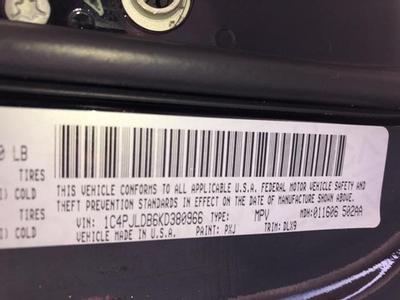 0 LB
TIRES
) COLD
TIRES
) COLD
THIS VEHICLE CONFORMS TO ALL APPLICABLE U.S.A. FEDERAL MOTOR VEHICLE SAFETY AND
THEFT PREVENTION STANDARDS IN EFFECT ON THE DATE OF MANUFACTURE SHOWN ABOVE.
VIN: 1C4PJLDB6KD380966 TYPE: MPV MDH:011606 502AA
VEHICLE MADE IN U.S.A. PAINT: PXJ TRIM: DLX9